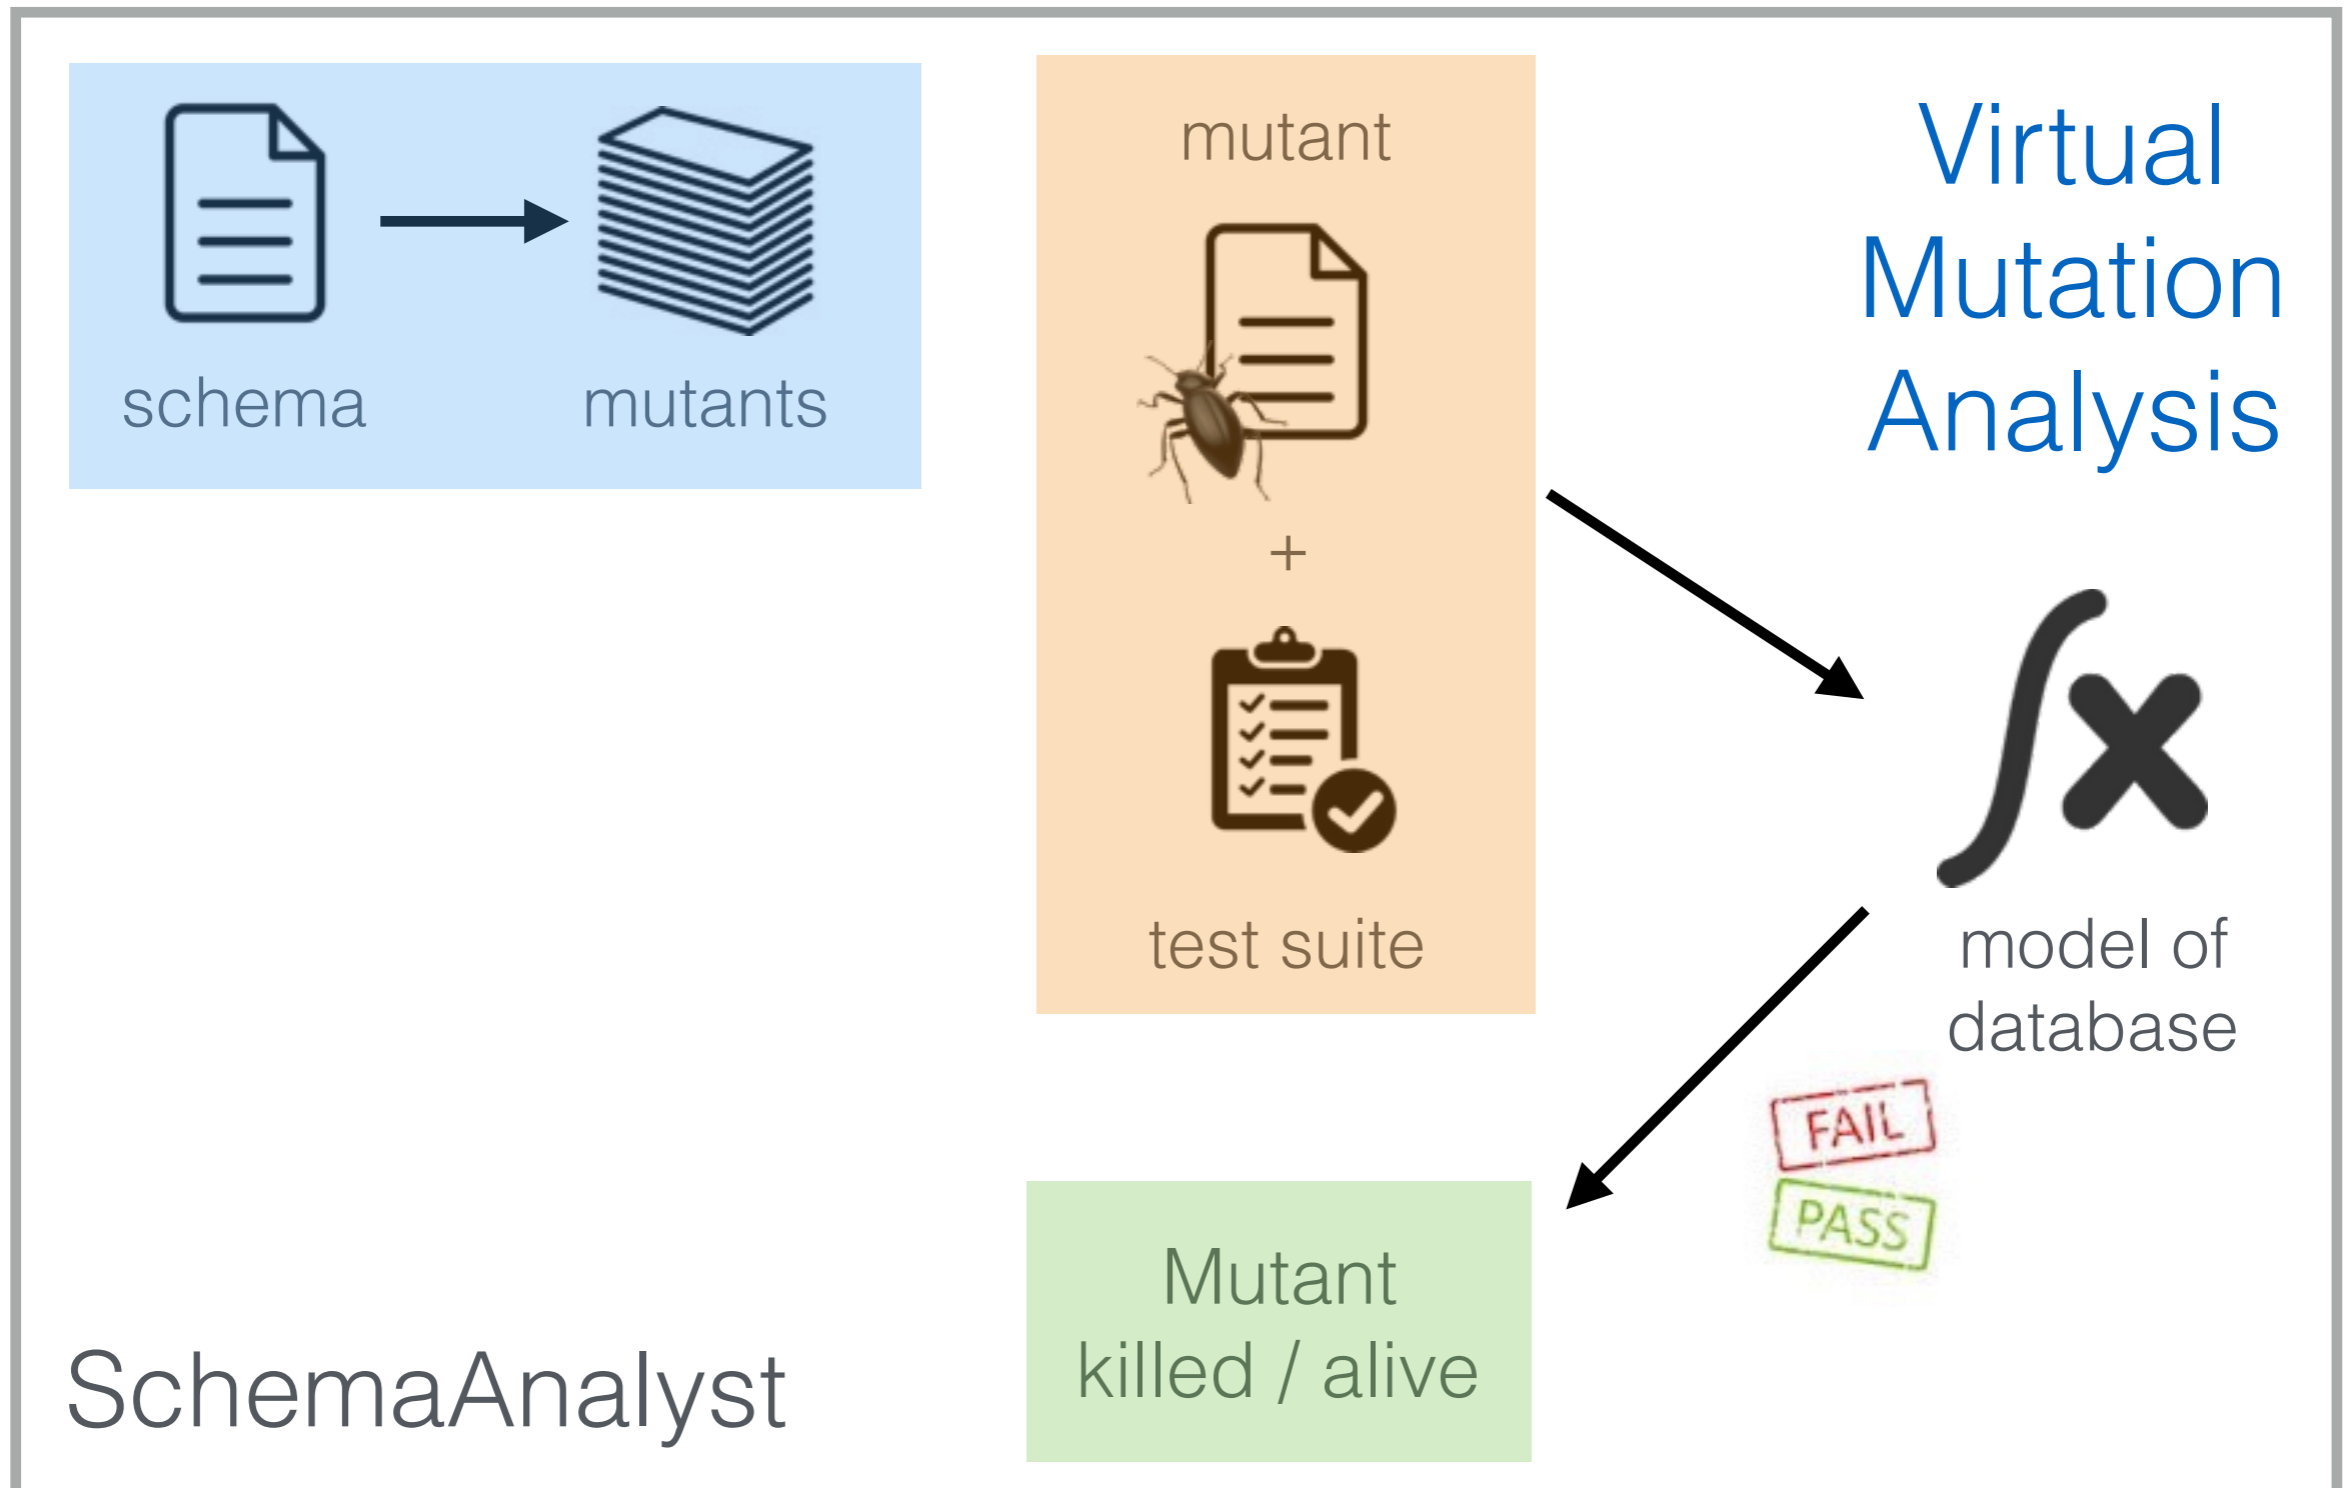 schema
mutants
mutant
+
test suite
Virtual
Mutation
Analysis
model of
database
FAIL
PASS
Mutant
killed / alive
SchemaAnalyst